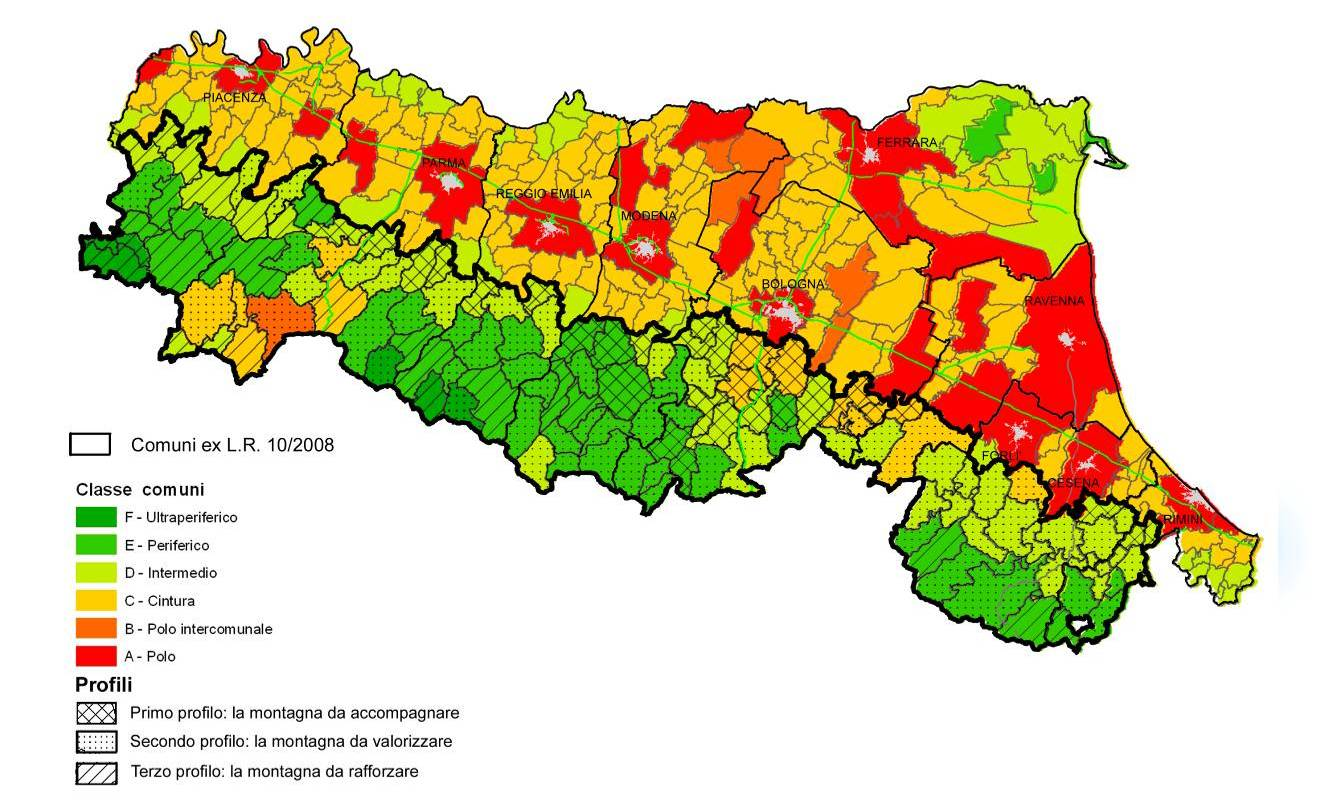 PIACENZA
FERRARA
PARMA
REGGIO EMILIA
MODENA
BOLOGNA
RAVENNA
FORLI'
CESENA
RIMINI
Comuni ex L.R. 10/2008
Classe comuni
F - Ultraperiferico
E - Periferico
D - Intermedio
C - Cintura
B - Polo intercomunale
A - Polo
Profili
Primo profilo: la montagna da accompagnare
Secondo profilo: la montagna da valorizzare
Terzo profilo: la montagna da rafforzare